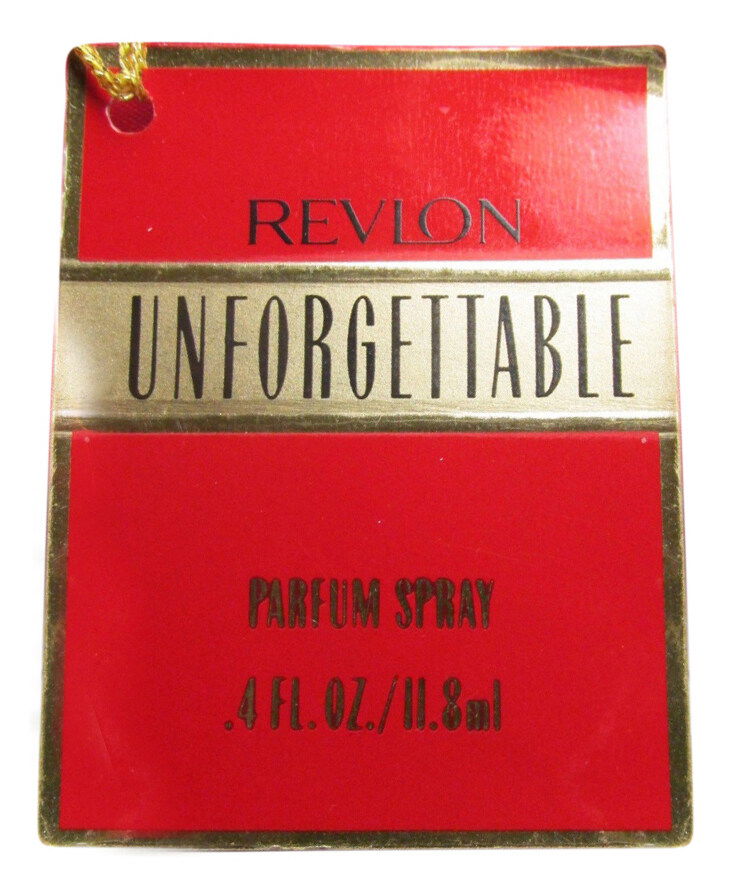 REVLON
UNFORGETTABLE
PARFUM SPRAY
.4 FL. OZ./11.8ml